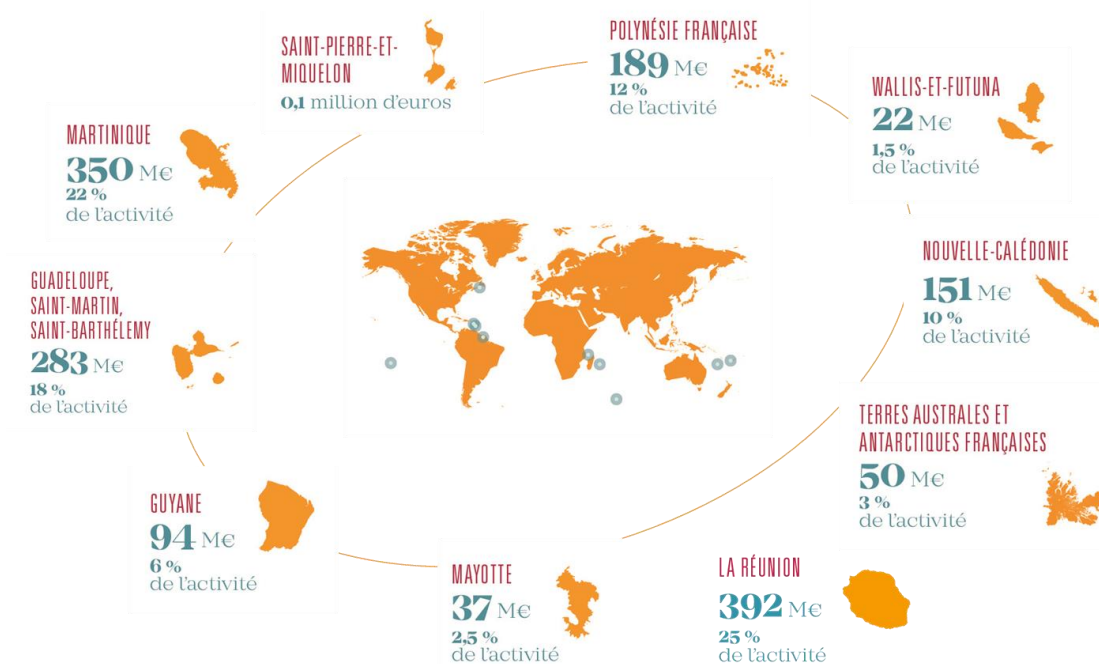 SAINT-PIERRE-ET-
MIQUELON
0,1 million d'euros
POLYNÉSIE FRANÇAISE
189 M€
12 %
de l'activité
WALLIS-ET-FUTUNA
22 M€
1,5 %
de l'activité
MARTINIQUE
350 M€
22 %
de l'activité
NOUVELLE-CALÉDONIE
151 M€
10 %
de l'activité
GUADELOUPE,
SAINT-MARTIN,
SAINT-BARTHÉLEMY
283 M€
18 %
de l'activité
TERRES AUSTRALES ET
ANTARCTIQUES FRANÇAISES
50 M€
3 %
de l'activité
GUYANE
94 M€
6 %
de l'activité
MAYOTTE
37 M€
2,5 %
de l'activité
LA RÉUNION
392 M€
25 %
de l'activité